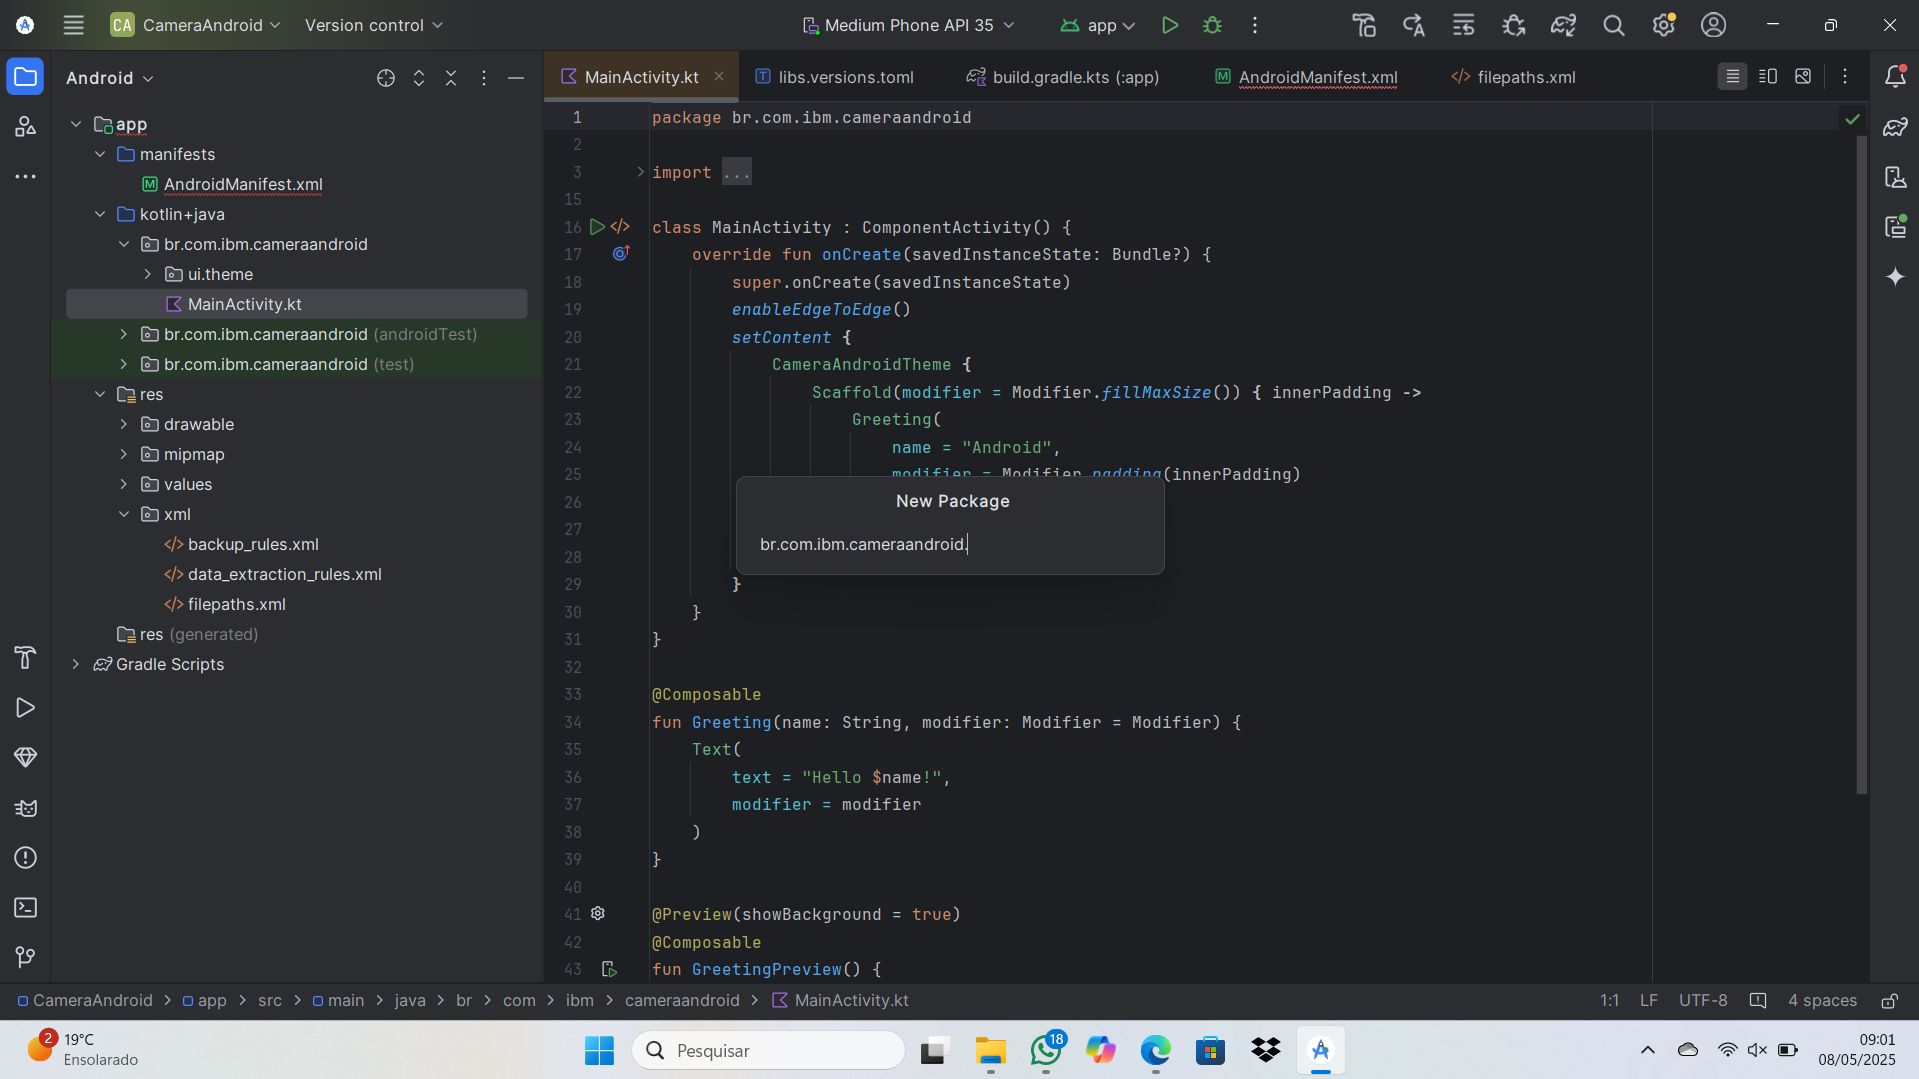 CA CameraAndroid Version control Medium Phone API 35 app
Android
MainActivity.kt libs.versions.toml build.gradle.kts (:app) AndroidManifest.xml filepaths.xml
app
manifests
AndroidManifest.xml
kotlin+java
br.com.ibm.cameraandroid
ui.theme
MainActivity.kt
br.com.ibm.cameraandroid (androidTest)
br.com.ibm.cameraandroid (test)
res
drawable
mipmap
values
xml
backup_rules.xml
data_extraction_rules.xml
filepaths.xml
res (generated)
Gradle Scripts
1 package br.com.ibm.cameraandroid
2
3 import ...
15
16 class MainActivity : ComponentActivity() {
17 override fun onCreate(savedInstanceState: Bundle?) {
18 super.onCreate(savedInstanceState)
19 enableEdgeToEdge()
20 setContent {
21 CameraAndroidTheme {
22 Scaffold(modifier = Modifier.fillMaxSize()) { innerPadding ->
23 Greeting(
24 name = "Android",
25 modifier = Modifier.padding(innerPadding)
26
27
28
29 }
30 }
31 }
32
33 @Composable
34 fun Greeting(name: String, modifier: Modifier = Modifier) {
35 Text(
36 text = "Hello $name!",
37 modifier = modifier
38 )
39 }
40
41 @Preview(showBackground = true)
42 @Composable
43 fun GreetingPreview() {
New Package
br.com.ibm.cameraandroid.
CameraAndroid > app > src > main > java > br > com > ibm > cameraandroid > MainActivity.kt 1:1 LF UTF-8 4 spaces
2 19°C
Ensolarado
Pesquisar
18
09:01
08/05/2025